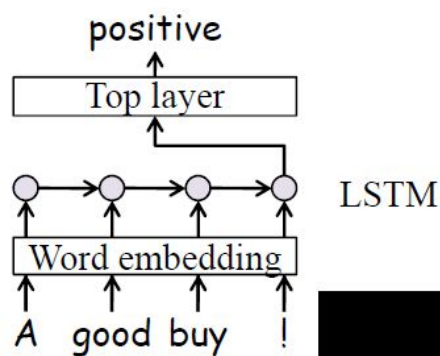 positive
Top layer
LSTM
Word embedding
A good buy !